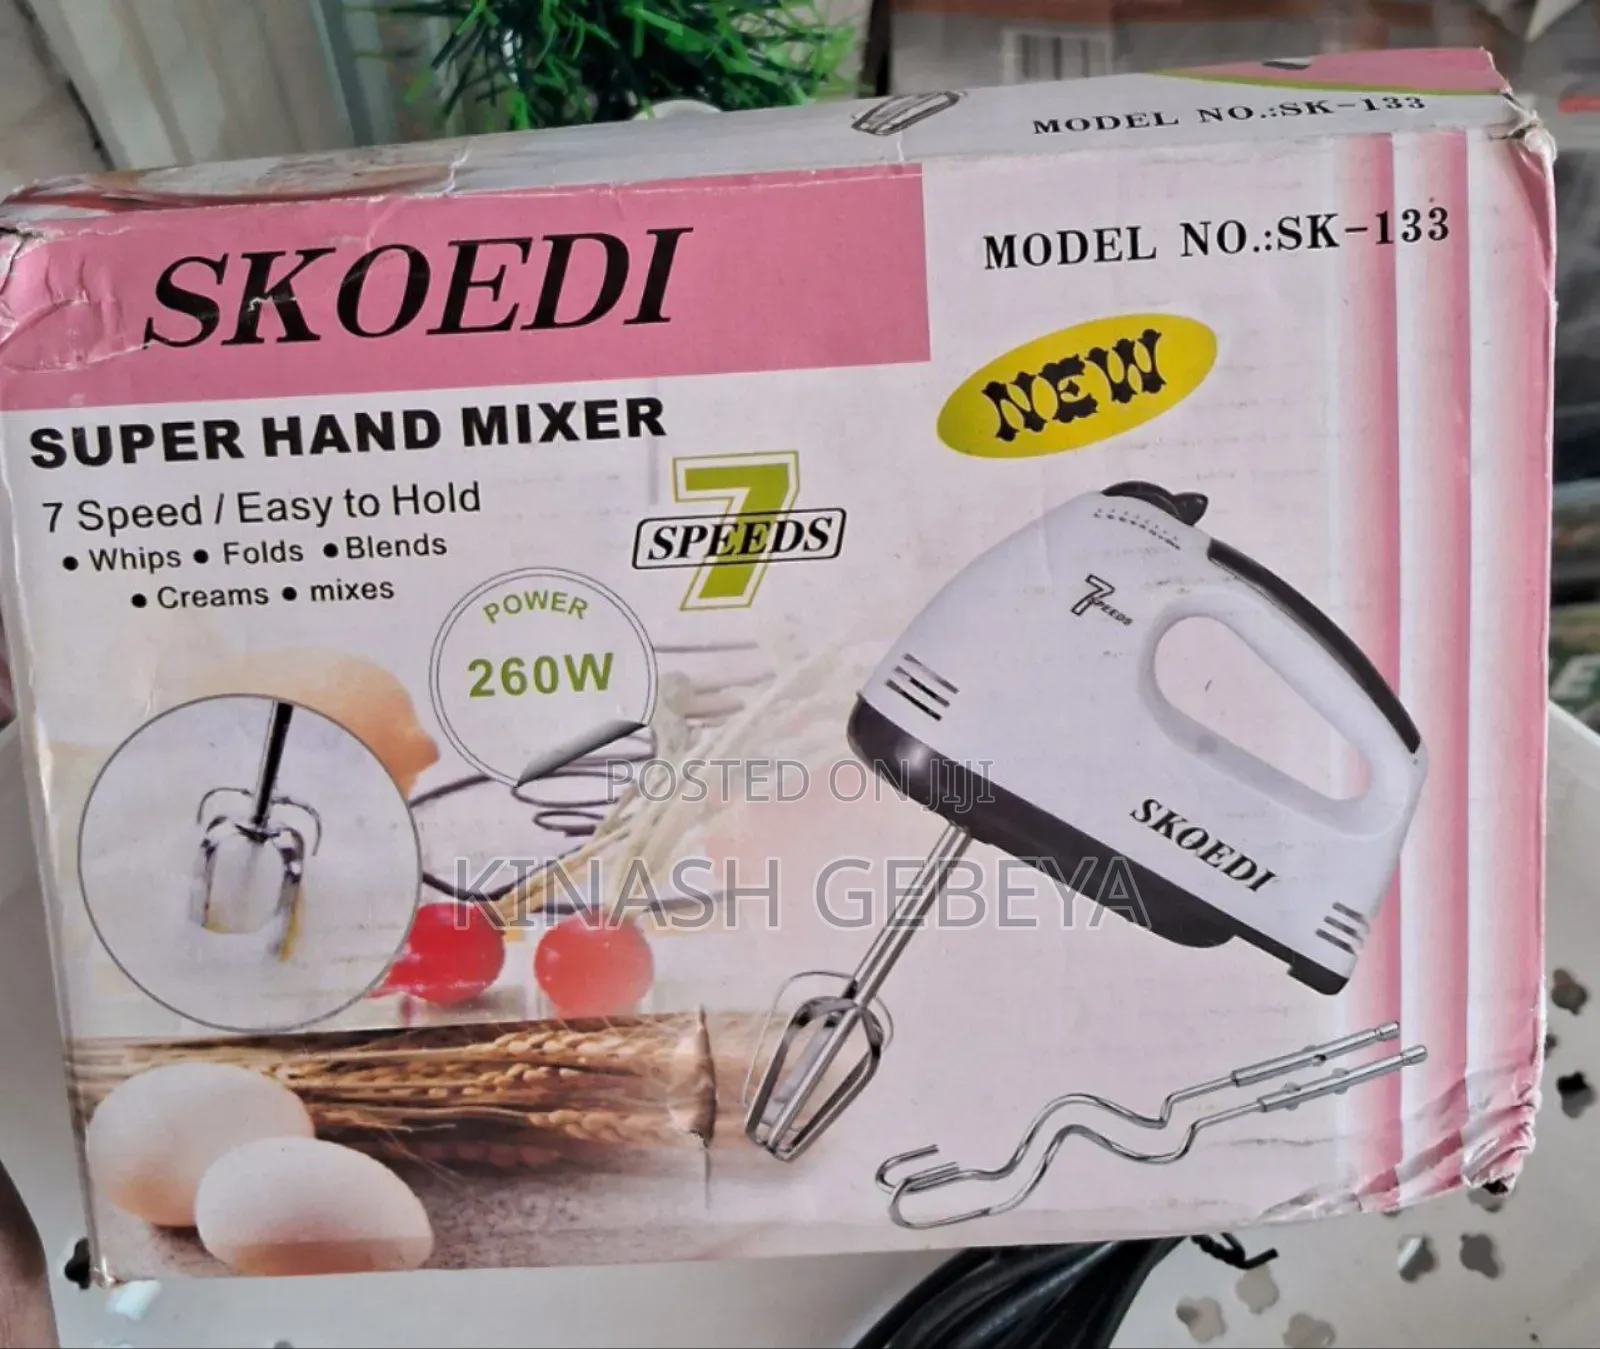 MODEL NO.:SK-133
SKOEDI
MODEL NO.:SK-133
NEW
SUPER HAND MIXER
7 Speed / Easy to Hold
• Whips • Folds • Blends
• Creams • mixes
7
SPEEDS
POWER
260W
7 SPEEDS
SKOEDI
POSTED ON JIJI
KINASH GEBEYA